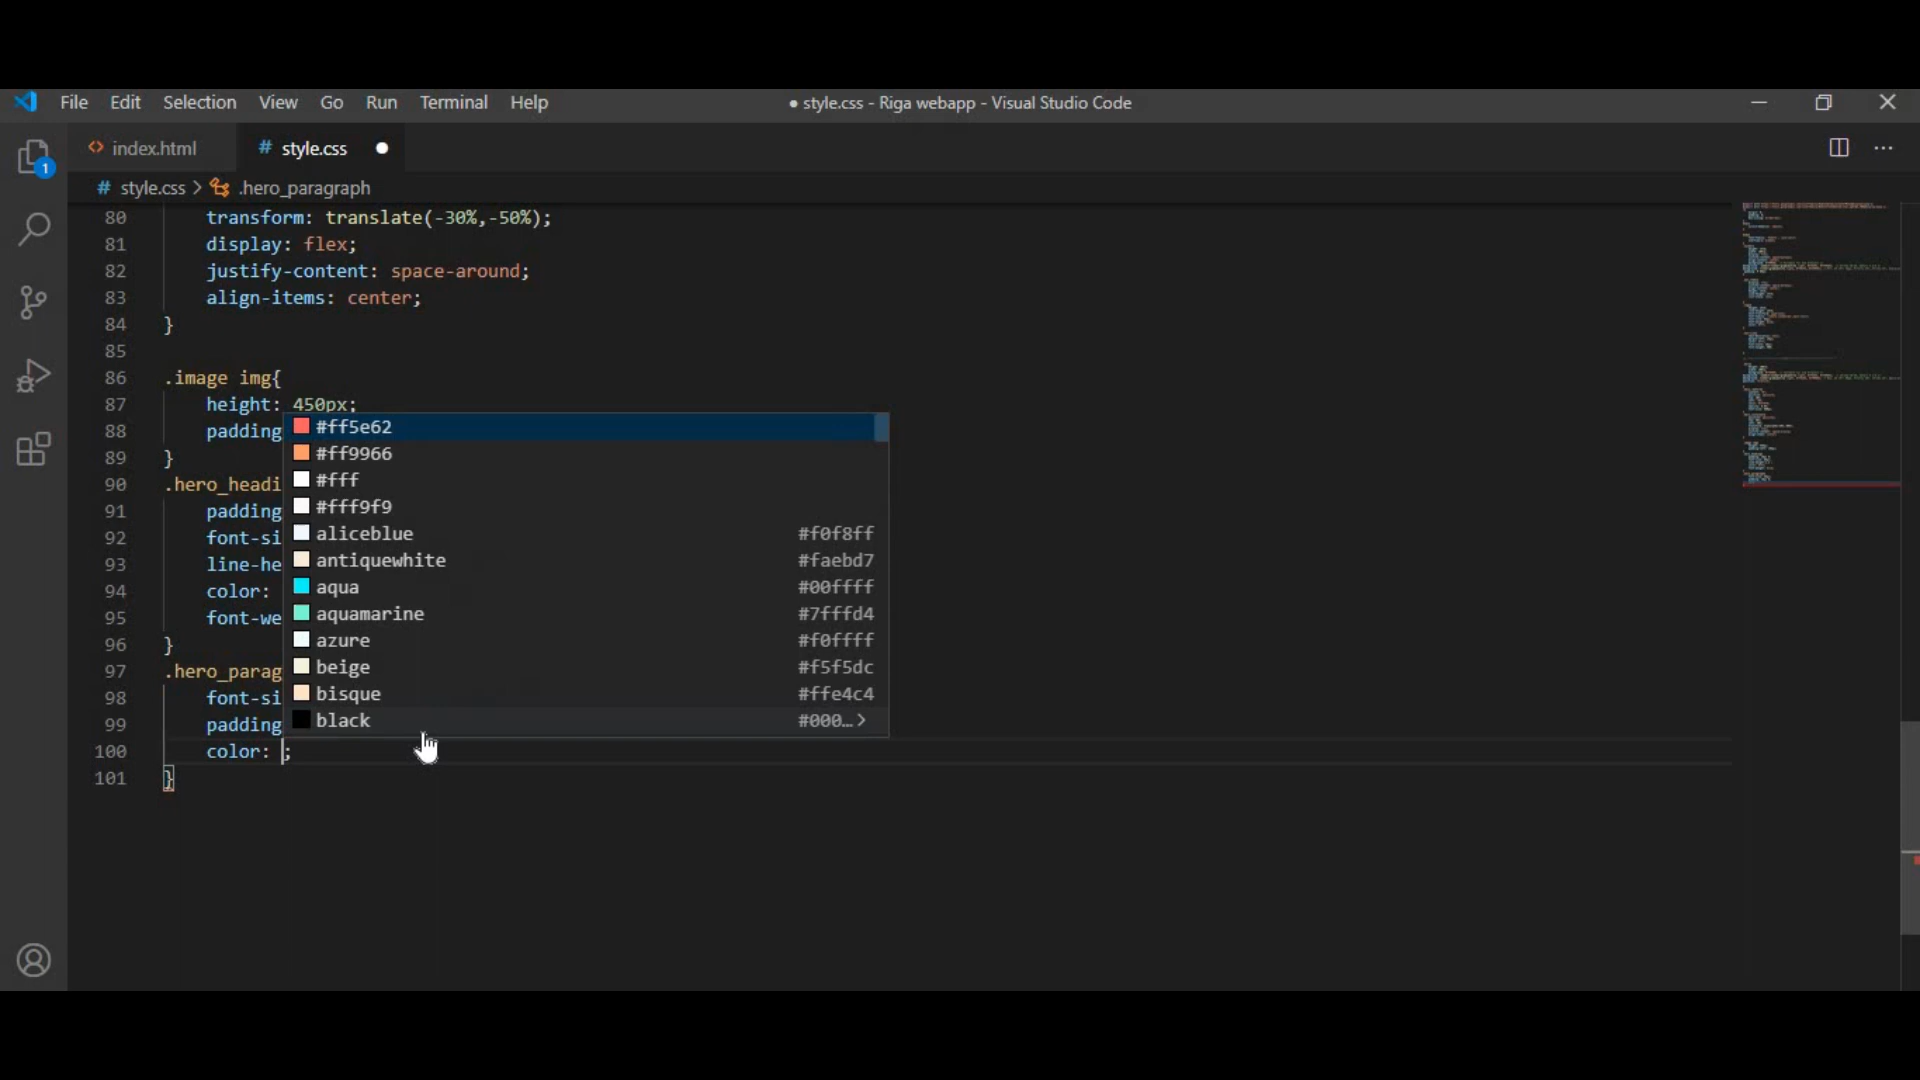 File Edit Selection View Go Run Terminal Help
● style.css - Riga webapp - Visual Studio Code
1
index.html
# style.css
# style.css > .hero_paragraph
80 transform: translate(-30%,-50%);
81 display: flex;
82 justify-content: space-around;
83 align-items: center;
84 }
85
86 .image img{
87 height: 450px;
88 padding
89 }
90 .hero_headi
91 padding
92 font-si
93 line-he
94 color:
95 font-we
96 }
97 .hero_parag
98 font-si
99 padding
100 color: ;
101 }
#ff5e62
#ff9966
#fff
#fff9f9
aliceblue #f0f8ff
antiquewhite #faebd7
aqua #00ffff
aquamarine #7fffd4
azure #f0ffff
beige #f5f5dc
bisque #ffe4c4
black #000… >